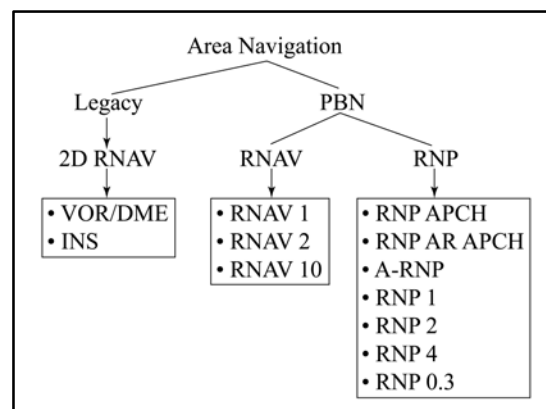 Area Navigation
Legacy
PBN
2D RNAV
RNAV
RNP
• VOR/DME
• INS
• RNAV 1
• RNAV 2
• RNAV 10
• RNP APCH
• RNP AR APCH
• A-RNP
• RNP 1
• RNP 2
• RNP 4
• RNP 0.3